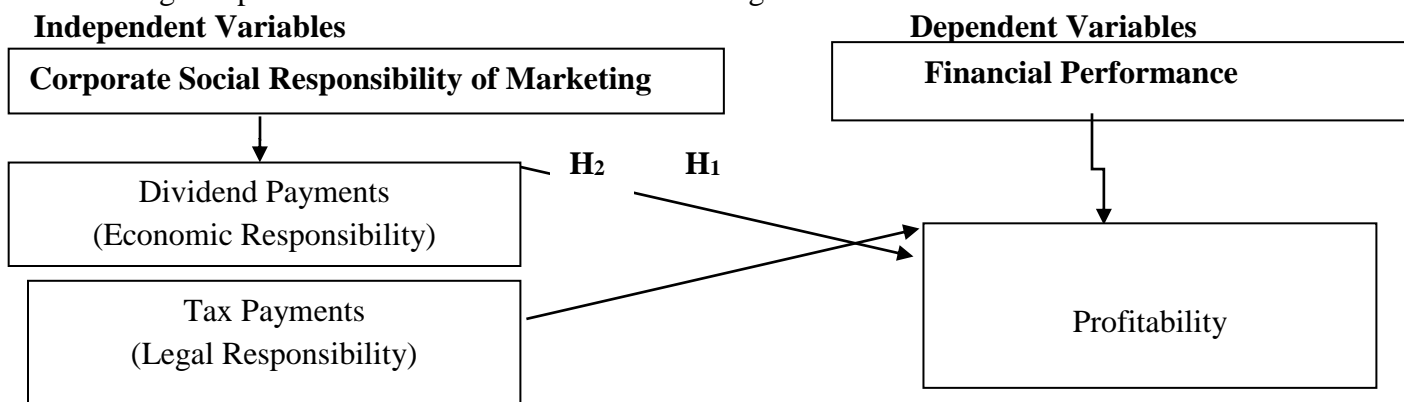 Independent Variables
Dependent Variables
Corporate Social Responsibility of Marketing
Financial Performance
H2
H1
Dividend Payments
(Economic Responsibility)
Tax Payments
(Legal Responsibility)
Profitability